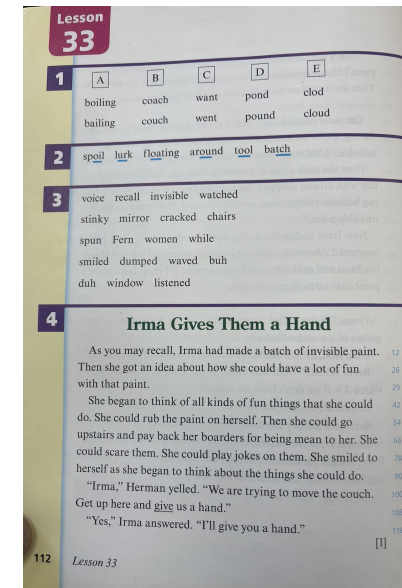 Lesson
33
1
A B C D E
boiling coach want pond clod
bailing couch went pound cloud
2
spoil lurk floating around tool batch
3
voice recall invisible watched
stinky mirror cracked chairs
spun Fern women while
smiled dumped waved buh
duh window listened
4
Irma Gives Them a Hand
As you may recall, Irma had made a batch of invisible paint. 12
Then she got an idea about how she could have a lot of fun 26
with that paint. 29
She began to think of all kinds of fun things that she could 42
do. She could rub the paint on herself. Then she could go 54
upstairs and pay back her boarders for being mean to her. She 66
could scare them. She could play jokes on them. She smiled to 78
herself as she began to think about the things she could do. 90
“Irma,” Herman yelled. “We are trying to move the couch. 100
Get up here and give us a hand.”
“Yes,” Irma answered. “I’ll give you a hand.”
[1]
112 Lesson 33